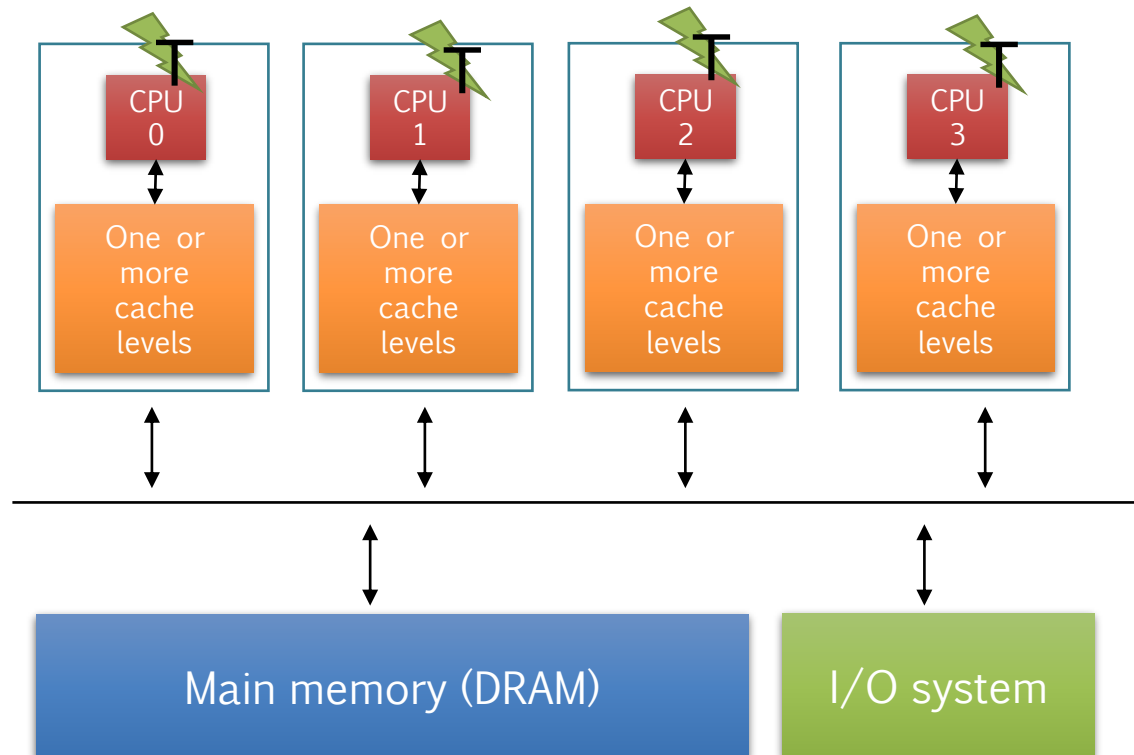 T
T
T
T
CPU
0
CPU
1
CPU
2
CPU
3
One or
more
cache
levels
One or
more
cache
levels
One or
more
cache
levels
One or
more
cache
levels
Main memory (DRAM)
I/O system